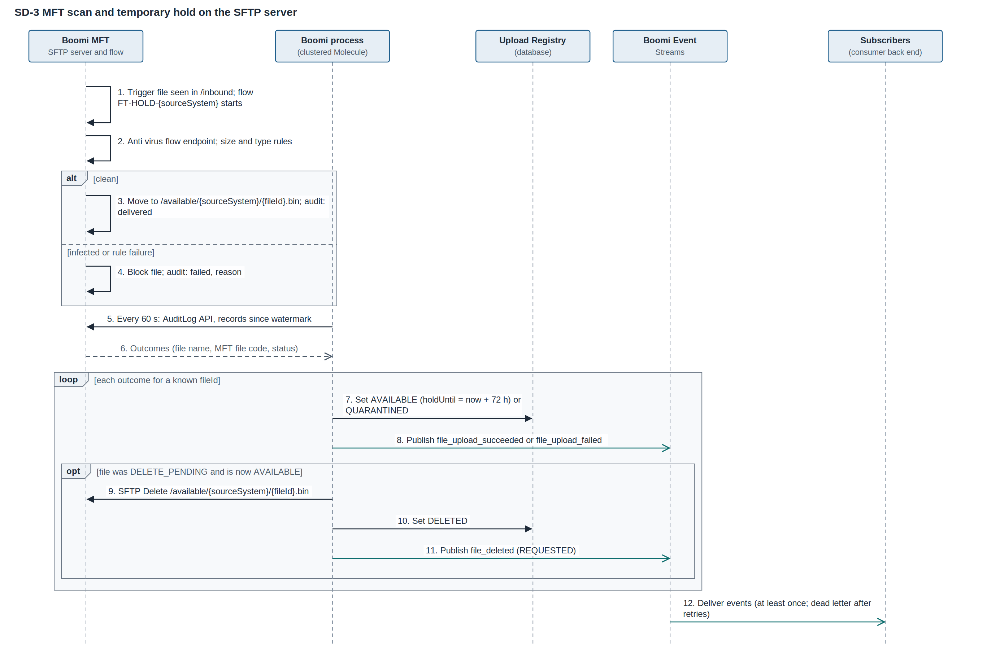 SD-3 MFT scan and temporary hold on the SFTP server
Boomi MFT
SFTP server and flow
Boomi process
(clustered Molecule)
Upload Registry
(database)
Boomi Event
Streams
Subscribers
(consumer back end)
1. Trigger file seen in /inbound; flow
FT-HOLD-{sourceSystem} starts
2. Anti virus flow endpoint; size and type rules
alt
[clean]
3. Move to /available/{sourceSystem}/{fileId}.bin; audit:
delivered
[infected or rule failure]
4. Block file; audit: failed, reason
5. Every 60 s: AuditLog API, records since watermark
6. Outcomes (file name, MFT file code, status)
loop
[each outcome for a known fileId]
7. Set AVAILABLE (holdUntil = now + 72 h) or
QUARANTINED
8. Publish file_upload_succeeded or file_upload_failed
opt
[file was DELETE_PENDING and is now AVAILABLE]
9. SFTP Delete /available/{sourceSystem}/{fileId}.bin
10. Set DELETED
11. Publish file_deleted (REQUESTED)
12. Deliver events (at least once; dead letter after
retries)